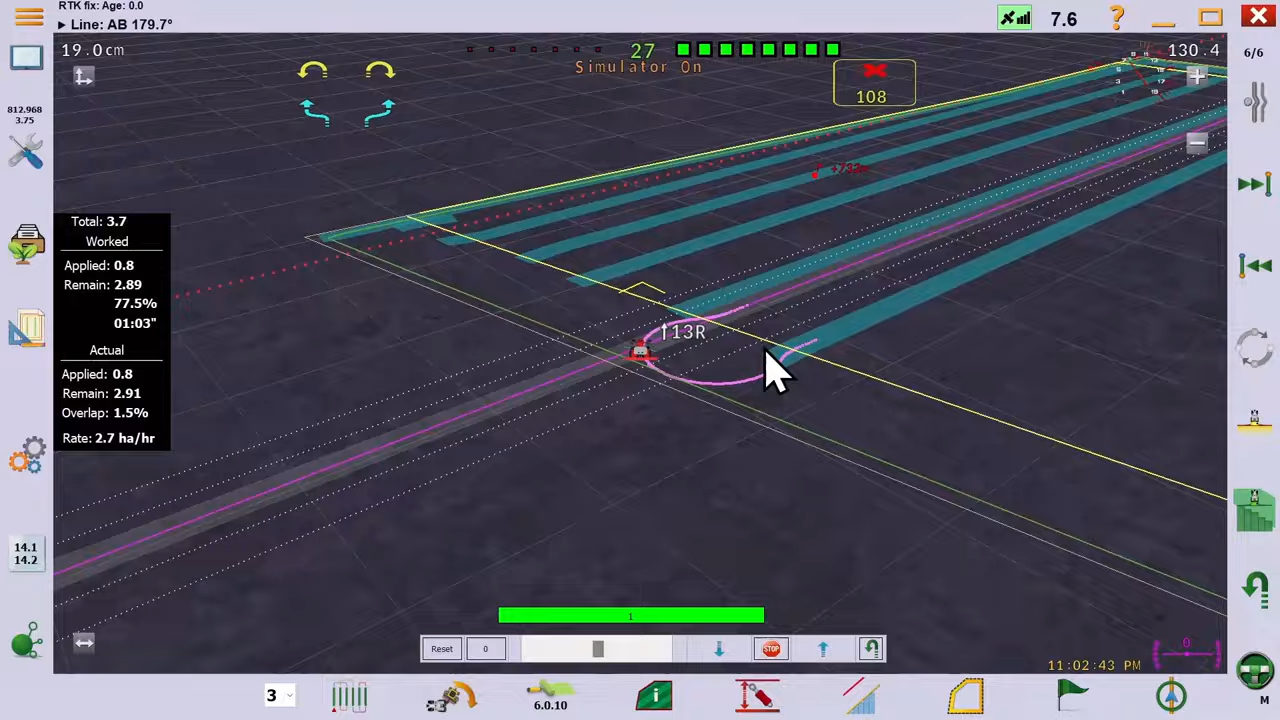 RTK fix: Age: 0.0
▸ Line: AB 179.7°
7.6
?
19.0cm
27
130.4
6/6
Simulator On
108
812.968
3.75
Total: 3.7
Worked
Applied: 0.8
Remain: 2.89
77.5%
01:03"
Actual
Applied: 0.8
Remain: 2.91
Overlap: 1.5%
Rate: 2.7 ha/hr
↑13R
14.1
14.2
1
Reset
0
STOP
0
11:02:43 PM
3
6.0.10
M